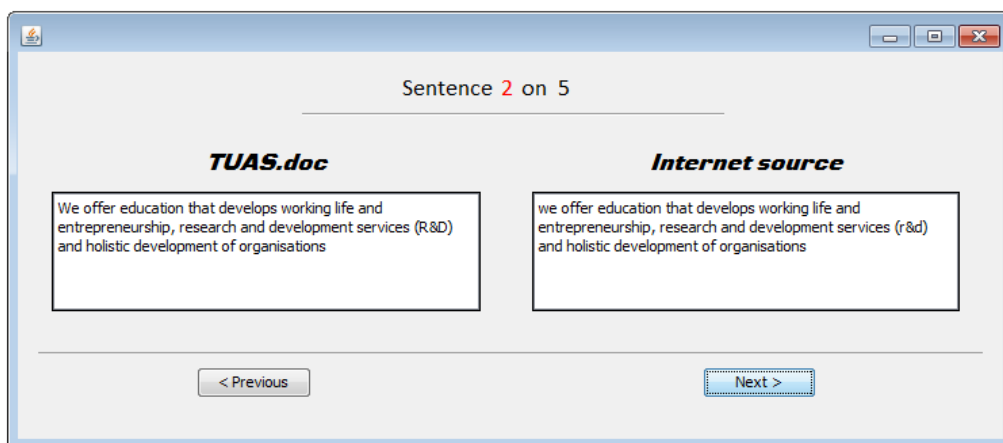 Sentence 2 on 5
TUAS.doc
We offer education that develops working life and
entrepreneurship, research and development services (R&D)
and holistic development of organisations
Internet source
we offer education that develops working life and
entrepreneurship, research and development services (r&d)
and holistic development of organisations
< Previous
Next >